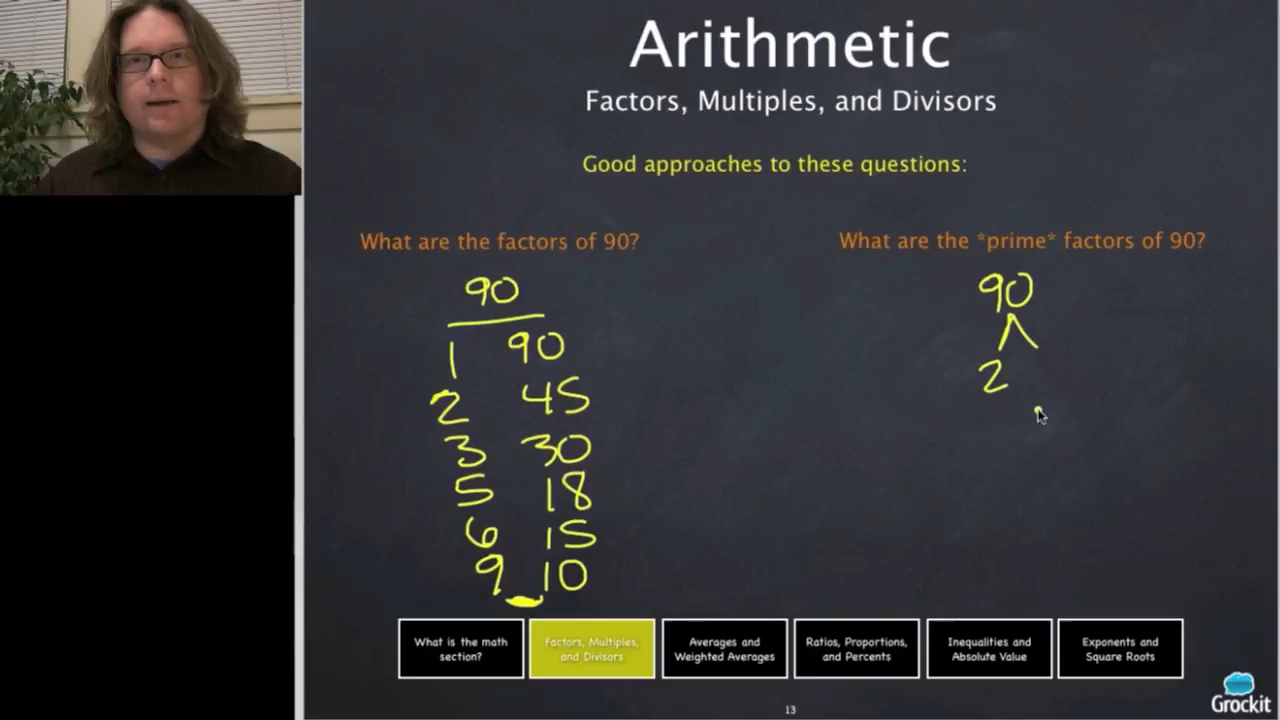 Arithmetic
Factors, Multiples, and Divisors
Good approaches to these questions:
What are the factors of 90?
90
1 90
2 45
3 30
5 18
6 15
9 10
What are the *prime* factors of 90?
90
2
What is the math
section?
Factors, Multiples,
and Divisors
Averages and
Weighted Averages
Ratios, Proportions,
and Percents
Inequalities and
Absolute Value
Exponents and
Square Roots
13
Grockit